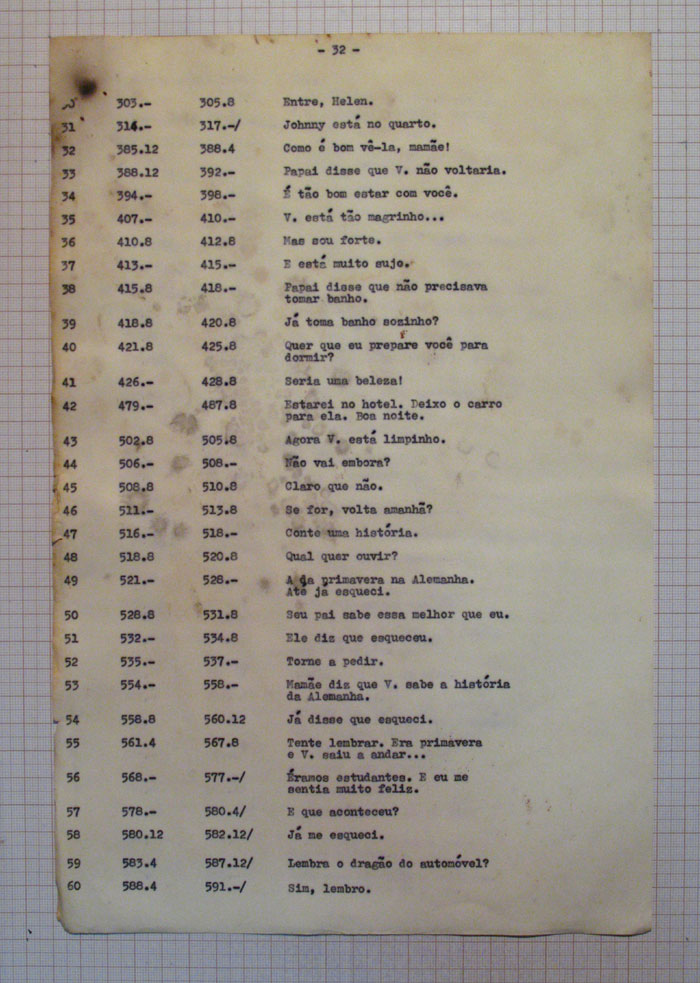 - 32 -
303.- 305.8 Entre, Helen.
31 314.- 317.-/ Johnny está no quarto.
32 385.12 388.4 Como é bom vê-la, mamãe!
33 388.12 392.- Papai disse que V. não voltaria.
34 394.- 398.- É tão bom estar com você.
35 407.- 410.- V. está tão magrinho...
36 410.8 412.8 Mas sou forte.
37 413.- 415.- E está muito sujo.
38 415.8 418.- Papai disse que não precisava
tomar banho.
39 418.8 420.8 Já toma banho sozinho?
40 421.8 425.8 Quer que eu prepare você para
dormir?
41 426.- 428.8 Seria uma beleza!
42 479.- 487.8 Estarei no hotel. Deixo o carro
para ela. Boa noite.
43 502.8 505.8 Agora V. está limpinho.
44 506.- 508.- Não vai embora?
45 508.8 510.8 Claro que não.
46 511.- 513.8 Se for, volta amanhã?
47 516.- 518.- Conte uma história.
48 518.8 520.8 Qual quer ouvir?
49 521.- 528.- A da primavera na Alemanha.
Até já esqueci.
50 528.8 531.8 Seu pai sabe essa melhor que eu.
51 532.- 534.8 Ele diz que esqueceu.
52 535.- 537.- Torne a pedir.
53 554.- 558.- Mamãe diz que V. sabe a história
da Alemanha.
54 558.8 560.12 Já disse que esqueci.
55 561.4 567.8 Tente lembrar. Era primavera
e V. saiu a andar...
56 568.- 577.-/ Éramos estudantes. E eu me
sentia muito feliz.
57 578.- 580.4/ E que aconteceu?
58 580.12 582.12/ Já me esqueci.
59 583.4 587.12/ Lembra o dragão do automóvel?
60 588.4 591.-/ Sim, lembro.